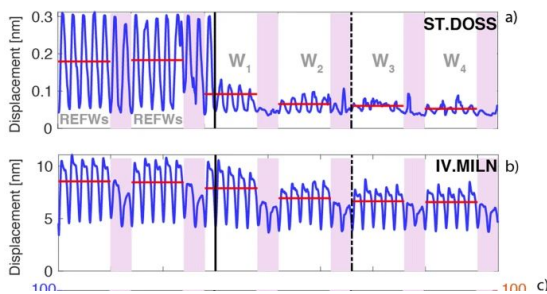 0.3
0.2
0.1
0
Displacement [nm]
ST.DOSS
a)
REFWs
REFWs
W1
W2
W3
W4
10
5
0
Displacement [nm]
IV.MILN
b)
100
100
c)